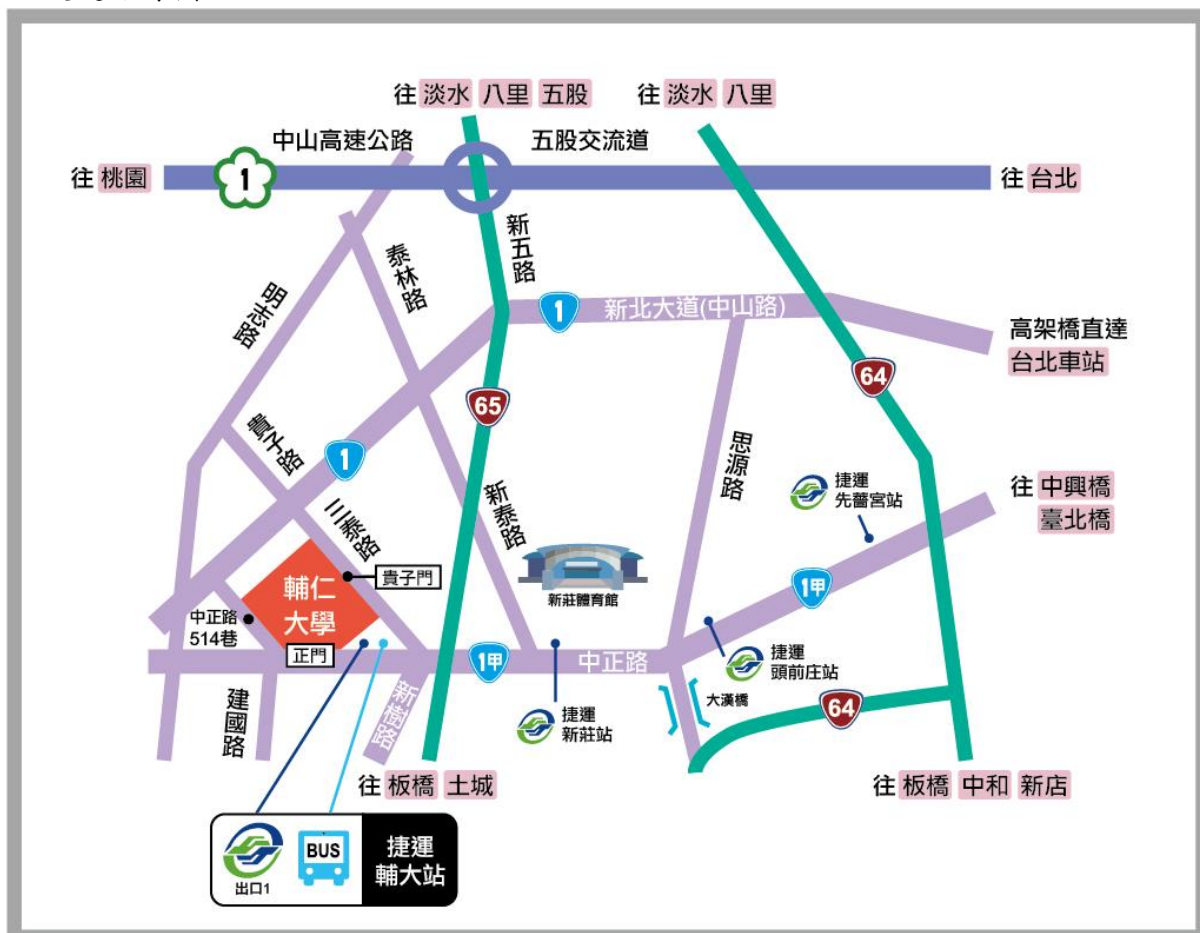 往 淡水 八里 五股
往 淡水 八里
中山高速公路
五股交流道
往 桃園
1
往 台北
新五路
泰林路
明志路
1
新北大道(中山路)
高架橋直達
台北車站
64
65
貴子路
1
思源路
新泰路
捷運
先嗇宮站
往 中興橋
臺北橋
三泰路
貴子門
輔仁
大學
新莊體育館
1甲
中正路
514巷
正門
1甲
中正路
捷運
頭前庄站
大漢橋
建國路
新樹路
捷運
新莊站
64
往 板橋 土城
往 板橋 中和 新店
BUS
出口1
捷運
輔大站